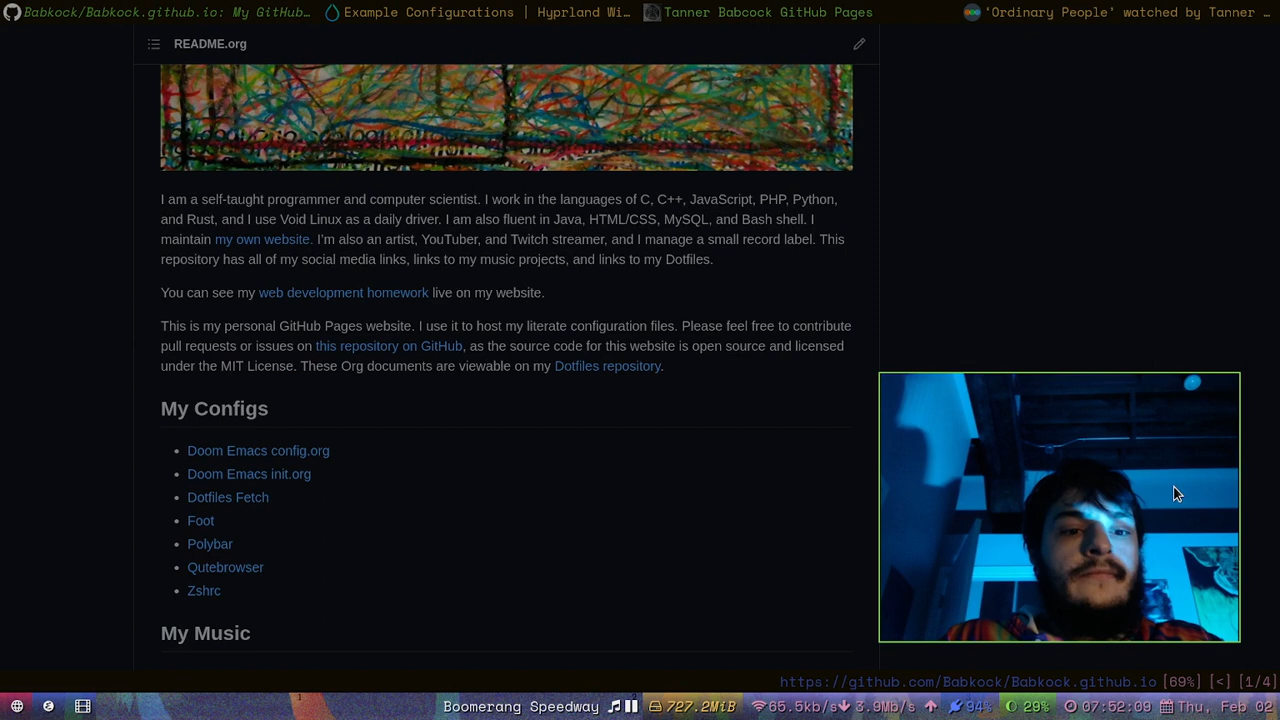 Babkock/Babkock.github.io: My GitHub… Example Configurations | Hyprland Wi… Tanner Babcock GitHub Pages ‘Ordinary People’ watched by Tanner …
README.org
I am a self-taught programmer and computer scientist. I work in the languages of C, C++, JavaScript, PHP, Python,
and Rust, and I use Void Linux as a daily driver. I am also fluent in Java, HTML/CSS, MySQL, and Bash shell. I
maintain my own website. I'm also an artist, YouTuber, and Twitch streamer, and I manage a small record label. This
repository has all of my social media links, links to my music projects, and links to my Dotfiles.
You can see my web development homework live on my website.
This is my personal GitHub Pages website. I use it to host my literate configuration files. Please feel free to contribute
pull requests or issues on this repository on GitHub, as the source code for this website is open source and licensed
under the MIT License. These Org documents are viewable on my Dotfiles repository.
My Configs
Doom Emacs config.org
Doom Emacs init.org
Dotfiles Fetch
Foot
Polybar
Qutebrowser
Zshrc
My Music
https://github.com/Babkock/Babkock.github.io [69%] [<] [1/4]
1 Boomerang Speedway 727.2MiB 65.5kb/s 3.9Mb/s 94% 29% 07:52:09 Thu, Feb 02